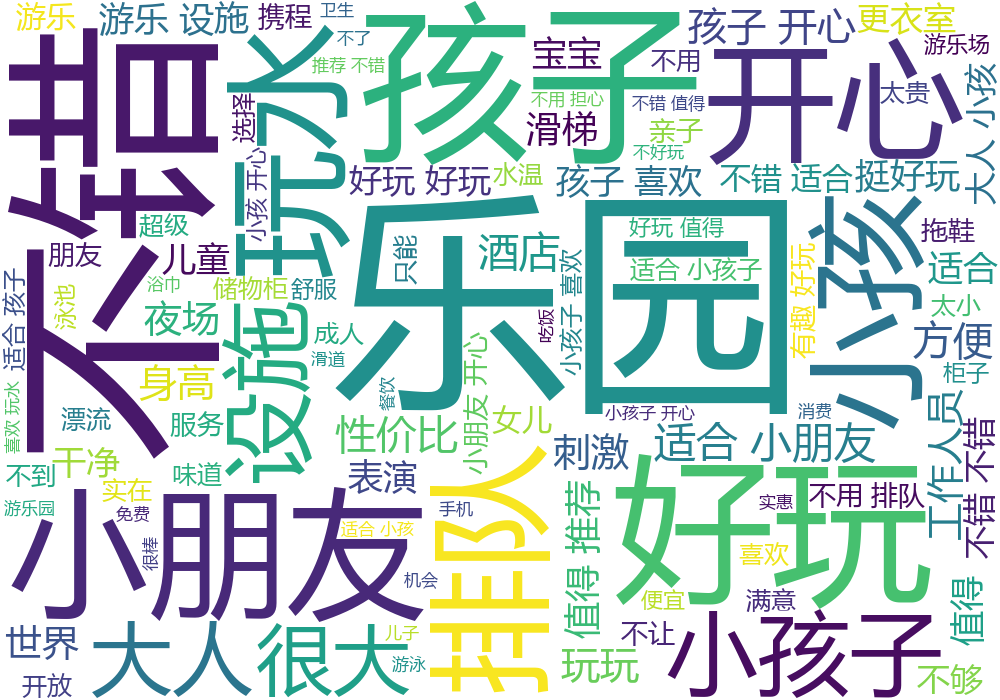 游乐
游乐 设施
携程
卫生
不了
推荐 不错
孩子
宝宝
不用
孩子 开心
更衣室
游乐场
开心
太贵
大人 小孩
不错
玩水
选择
小孩 开心
不用 担心
不错 值得
滑梯
亲子
不好玩
好玩 好玩
水温
孩子 喜欢
不错 适合
挺好玩
超级
朋友
儿童
浴巾
储物柜
舒服
只能
酒店
乐园
好玩 值得
适合 小孩子
小孩
拖鞋
适合
太小
有趣 好玩
方便
柜子
适合 孩子
泳池
夜场
设施
成人
滑道
吃饭
小孩子 喜欢
身高
喜欢 玩水
漂流
服务
餐饮
小朋友 开心
女儿
小孩子 开心
消费
性价比
适合 小朋友
工作人员
不错 不错
不到
干净
味道
实在
表演
刺激
好玩
不用 排队
实惠
游乐园
免费
很棒
适合 小孩
手机
排队
值得 推荐
喜欢
小朋友
机会
便宜
满意
值得
世界
大人
很大
儿子
游泳
不让
小孩子
玩玩
不够
开放